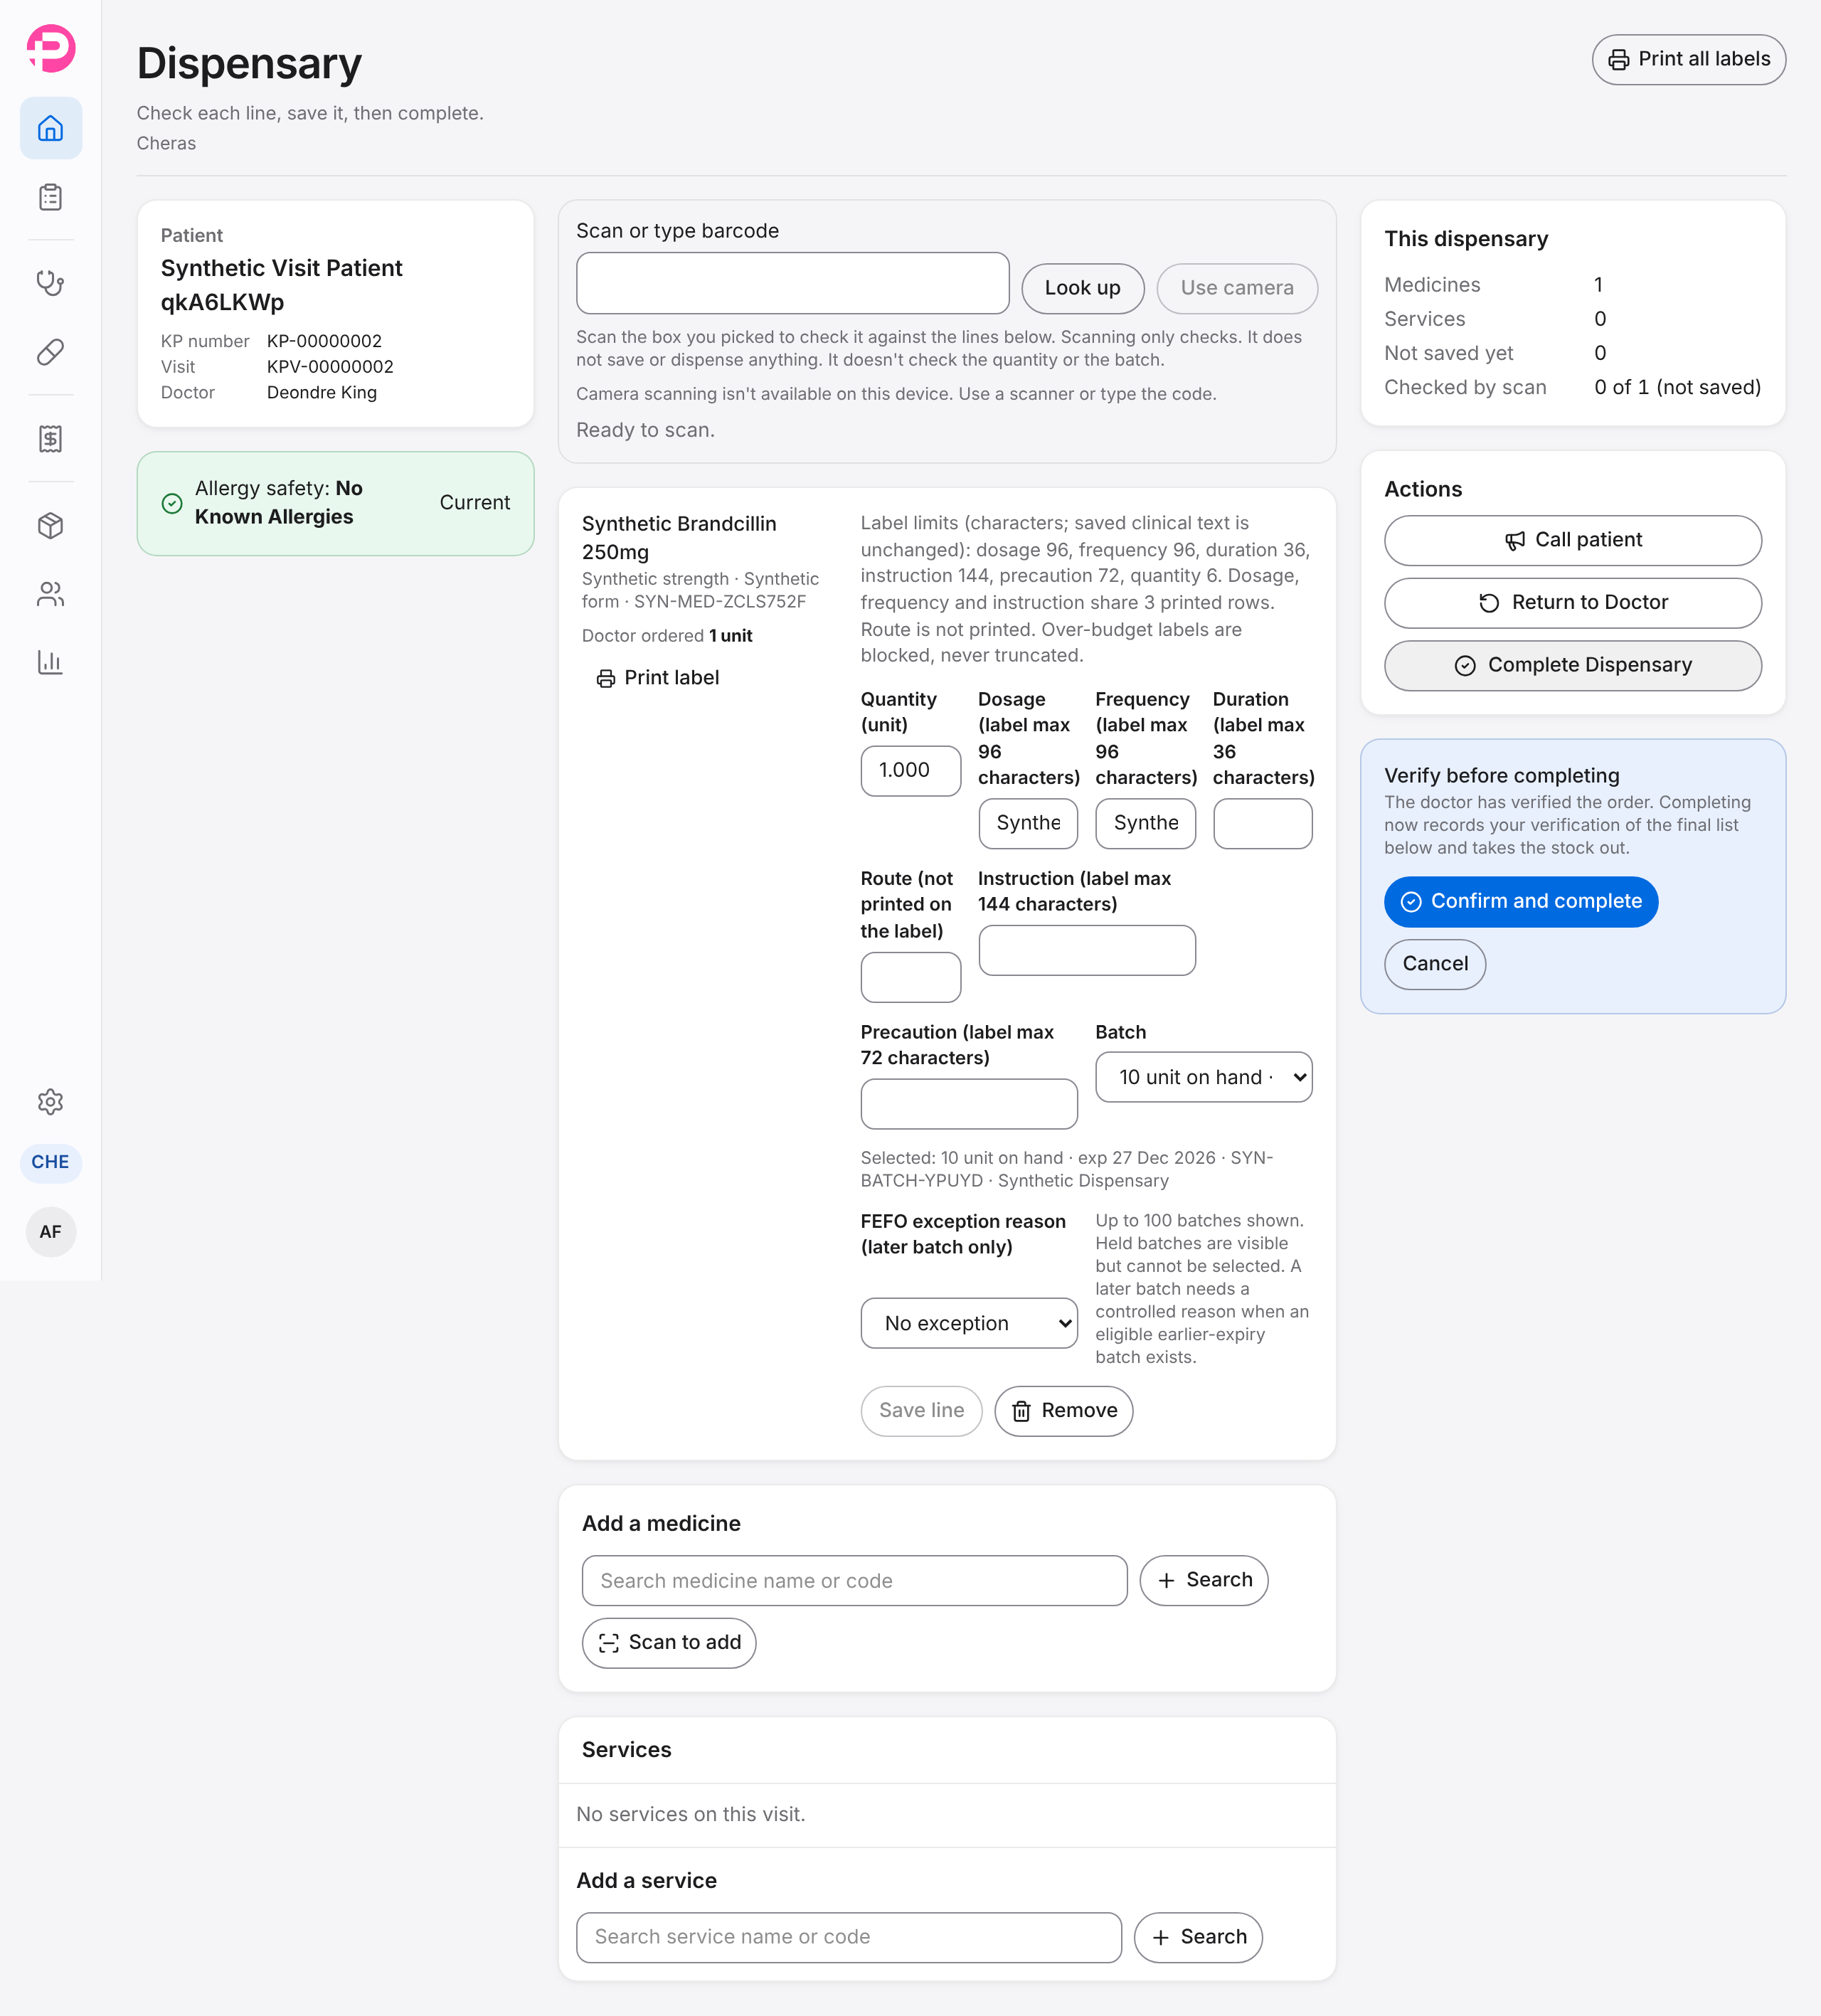 Dispensary
Print all labels
Check each line, save it, then complete.
Cheras
Patient
Synthetic Visit Patient
qkA6LKWp
KP number KP-00000002
Visit KPV-00000002
Doctor Deondre King
Allergy safety: No
Known Allergies
Current
Scan or type barcode
Look up
Use camera
Scan the box you picked to check it against the lines below. Scanning only checks. It does
not save or dispense anything. It doesn't check the quantity or the batch.
Camera scanning isn't available on this device. Use a scanner or type the code.
Ready to scan.
Synthetic Brandcillin
250mg
Synthetic strength · Synthetic
form · SYN-MED-ZCLS752F
Doctor ordered 1 unit
Print label
Label limits (characters; saved clinical text is
unchanged): dosage 96, frequency 96, duration 36,
instruction 144, precaution 72, quantity 6. Dosage,
frequency and instruction share 3 printed rows.
Route is not printed. Over-budget labels are
blocked, never truncated.
Quantity
(unit)
1.000
Dosage
(label max
96
characters)
Synthe
Frequency
(label max
96
characters)
Synthe
Duration
(label max
36
characters)
Route (not
printed on
the label)
Instruction (label max
144 characters)
Precaution (label max
72 characters)
Batch
10 unit on hand ·
Selected: 10 unit on hand · exp 27 Dec 2026 · SYN-
BATCH-YPUYD · Synthetic Dispensary
FEFO exception reason
(later batch only)
No exception
Up to 100 batches shown.
Held batches are visible
but cannot be selected. A
later batch needs a
controlled reason when an
eligible earlier-expiry
batch exists.
Save line
Remove
Add a medicine
Search medicine name or code
Search
Scan to add
Services
No services on this visit.
Add a service
Search service name or code
Search
This dispensary
Medicines 1
Services 0
Not saved yet 0
Checked by scan 0 of 1 (not saved)
Actions
Call patient
Return to Doctor
Complete Dispensary
Verify before completing
The doctor has verified the order. Completing
now records your verification of the final list
below and takes the stock out.
Confirm and complete
Cancel
CHE
AF